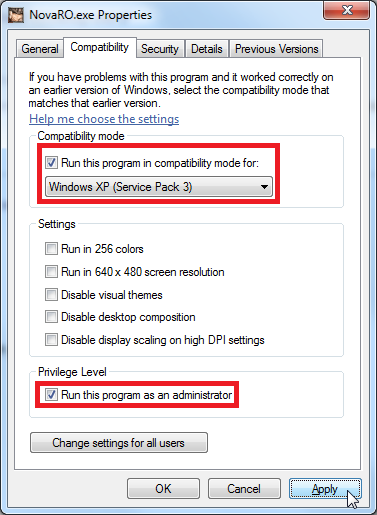 NovaRO.exe Properties
General Compatibility Security Details Previous Versions
If you have problems with this program and it worked correctly on
an earlier version of Windows, select the compatibility mode that
matches that earlier version.
Help me choose the settings
Compatibility mode
Run this program in compatibility mode for:
Windows XP (Service Pack 3)
Settings
Run in 256 colors
Run in 640 x 480 screen resolution
Disable visual themes
Disable desktop composition
Disable display scaling on high DPI settings
Privilege Level
Run this program as an administrator
Change settings for all users
OK Cancel Apply